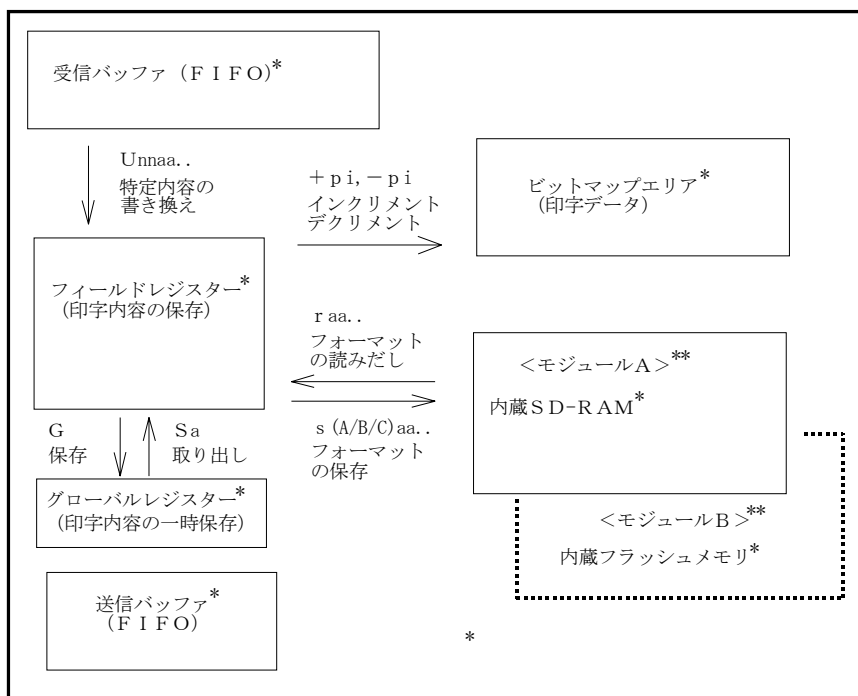 受信バッファ (ＦＩＦＯ)*
Unnaa..
特定内容の
書き換え
＋ｐｉ,－ｐｉ
インクリメント
デクリメント
ビットマップエリア*
(印字データ)
フィールドレジスター*
(印字内容の保存)
ｒaa..
フォーマット
の読みだし
＜モジュールＡ＞**
内蔵ＳＤ-ＲＡＭ*
ｓ(A/B/C)aa..
フォーマット
の保存
Ｇ
保存
Ｓa
取り出し
グローバルレジスター*
(印字内容の一時保存)
＜モジュールＢ＞**
内蔵フラッシュメモリ*
送信バッファ*
(ＦＩＦＯ)
*